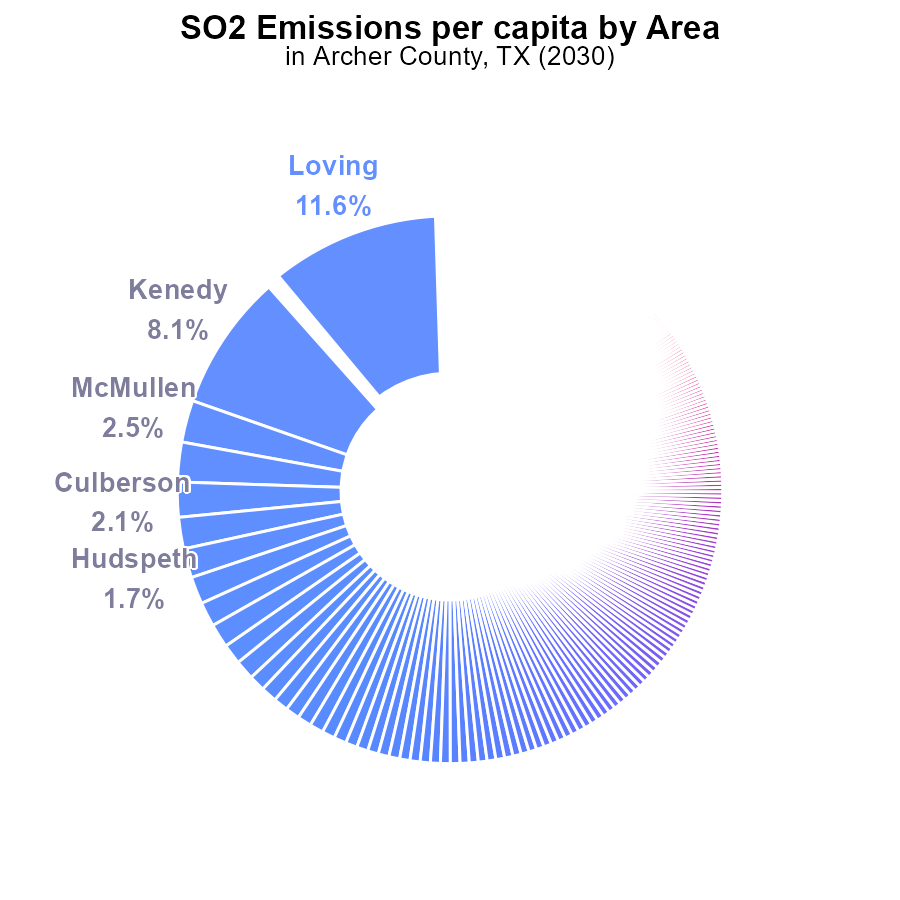 SO2 Emissions per capita by Area
in Archer County, TX (2030)
Loving
11.6%
Kenedy
8.1%
McMullen
2.5%
Culberson
2.1%
Hudspeth
1.7%